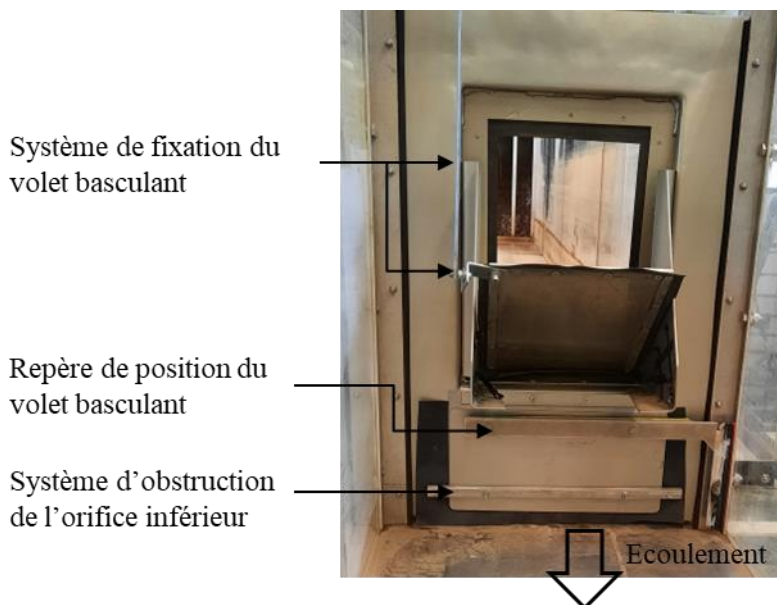 Système de fixation du
volet basculant
Repère de position du
volet basculant
Système d’obstruction
de l’orifice inférieur
Ecoulement